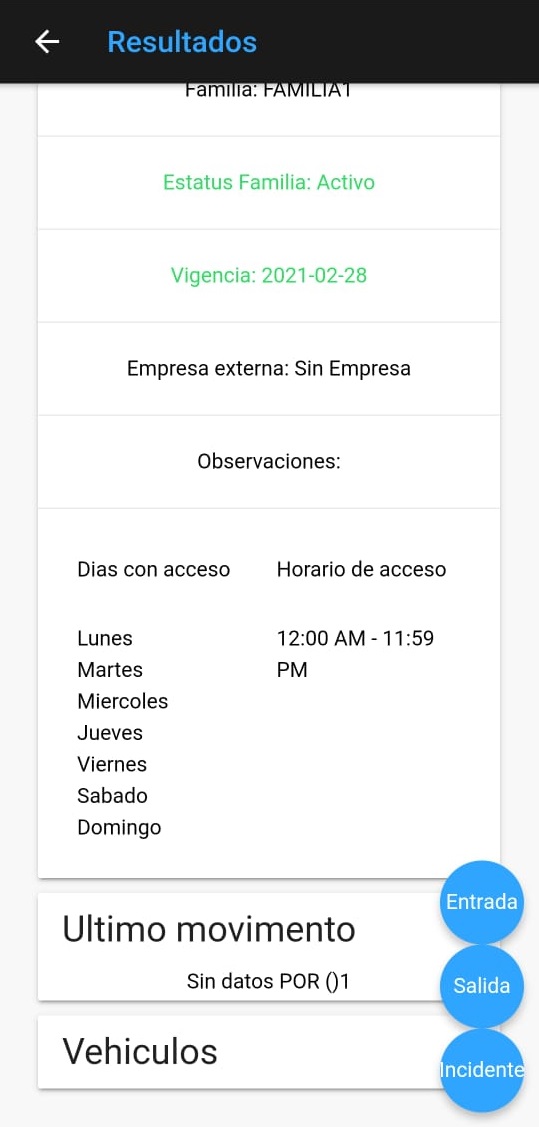 Resultados
Familia: FAMILIA1
Estatus Familia: Activo
Vigencia: 2021-02-28
Empresa externa: Sin Empresa
Observaciones:
Dias con acceso
Horario de acceso
Lunes
Martes
Miercoles
Jueves
Viernes
Sabado
Domingo
12:00 AM - 11:59
PM
Ultimo movimento
Sin datos POR ()1
Vehiculos
Entrada
Salida
Incidente